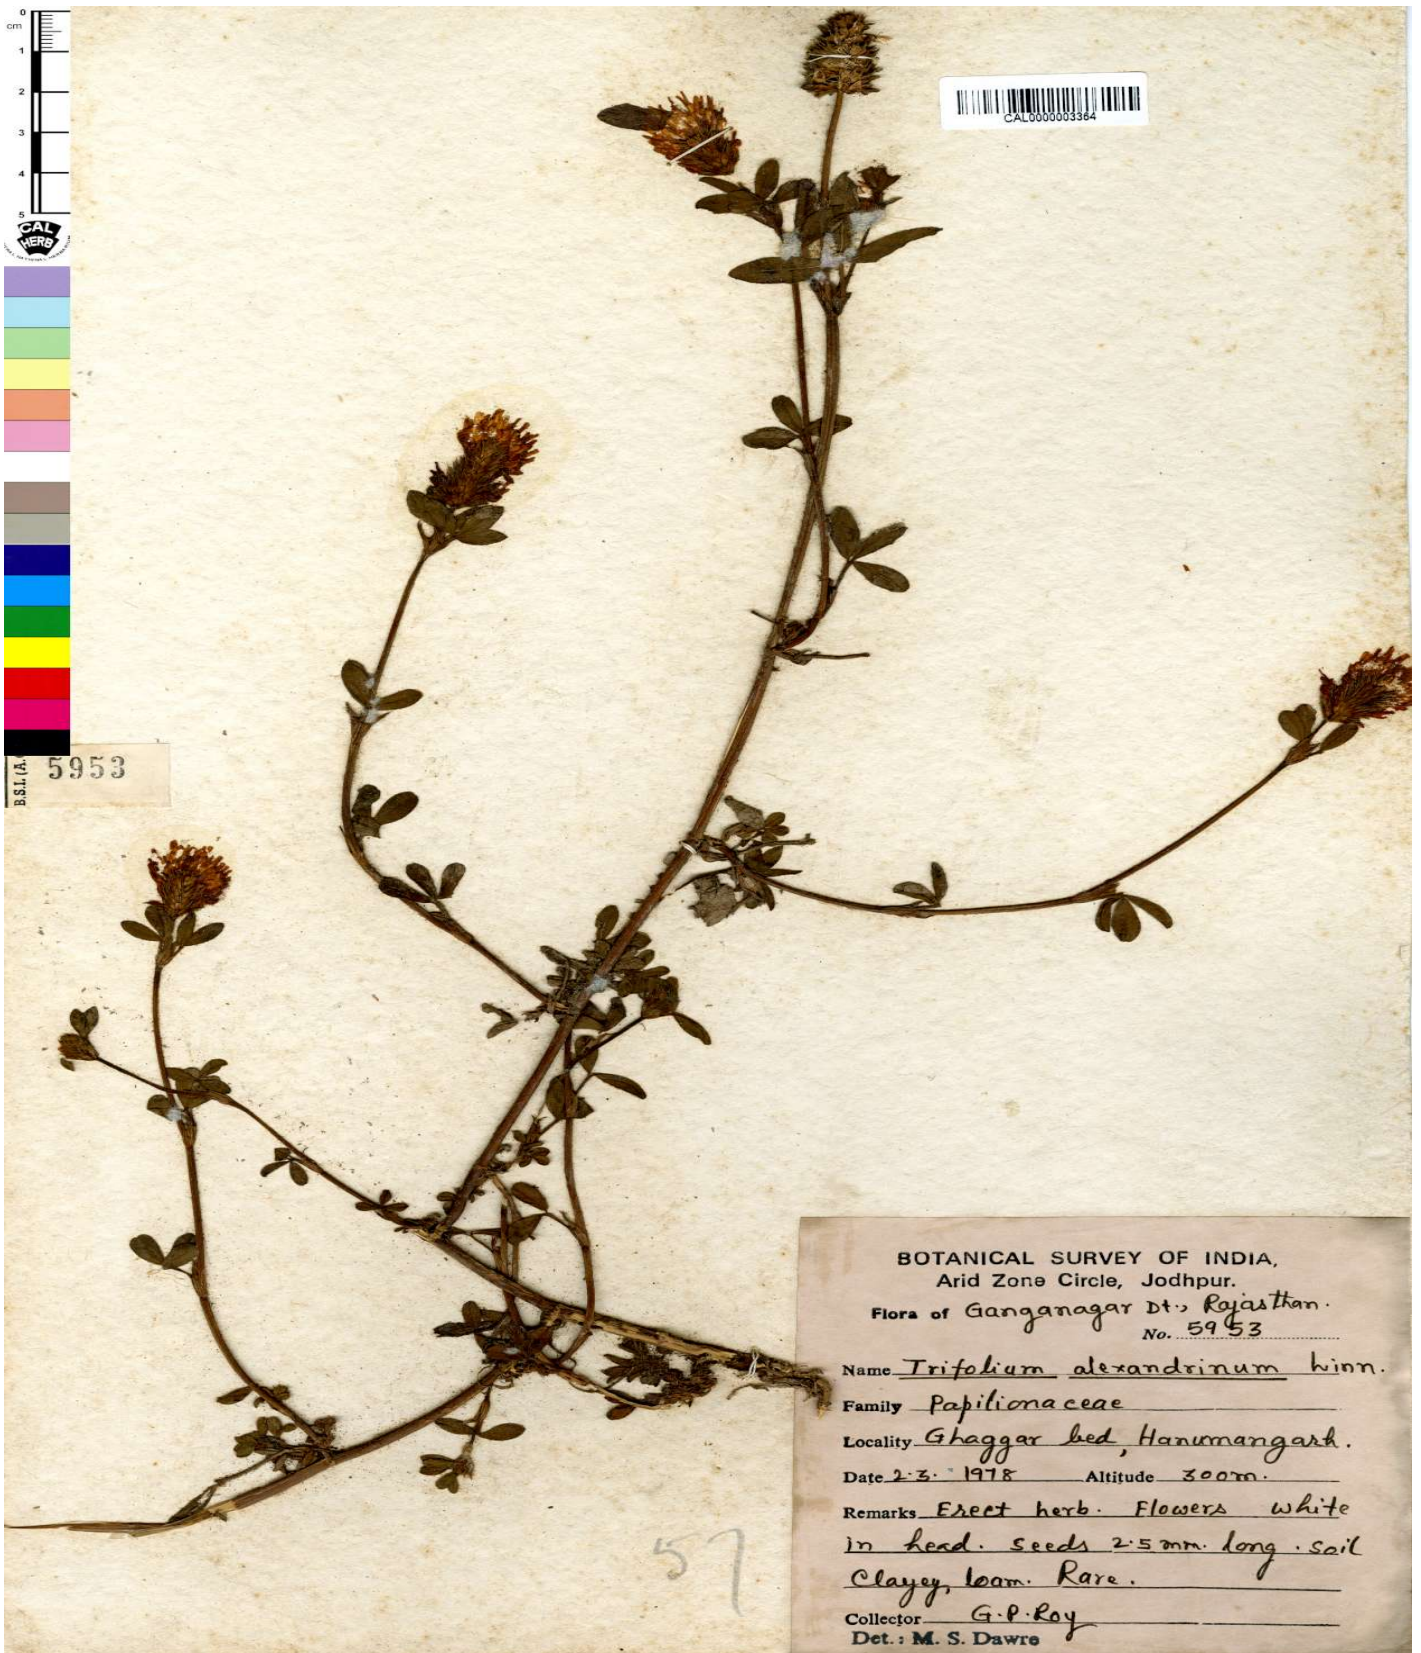 0
cm
1
2
3
4
5
CAL
HERB
CAL0000003364
B.S.I. (A.
5953
57
BOTANICAL SURVEY OF INDIA,
Arid Zone Circle, Jodhpur.
Flora of Ganganagar Dt., Rajasthan.
No. 5953
Name Trifolium alexandrinum Linn.
Family Papilionaceae
Locality Ghaggar bed, Hanumangarh.
Date 2.3. 1978 Altitude 300m.
Remarks Erect herb. Flowers white
in head. seeds 2.5 mm. long. soil
Clayey, loam. Rare.
Collector G.P. Roy
Det.: M. S. Dawre